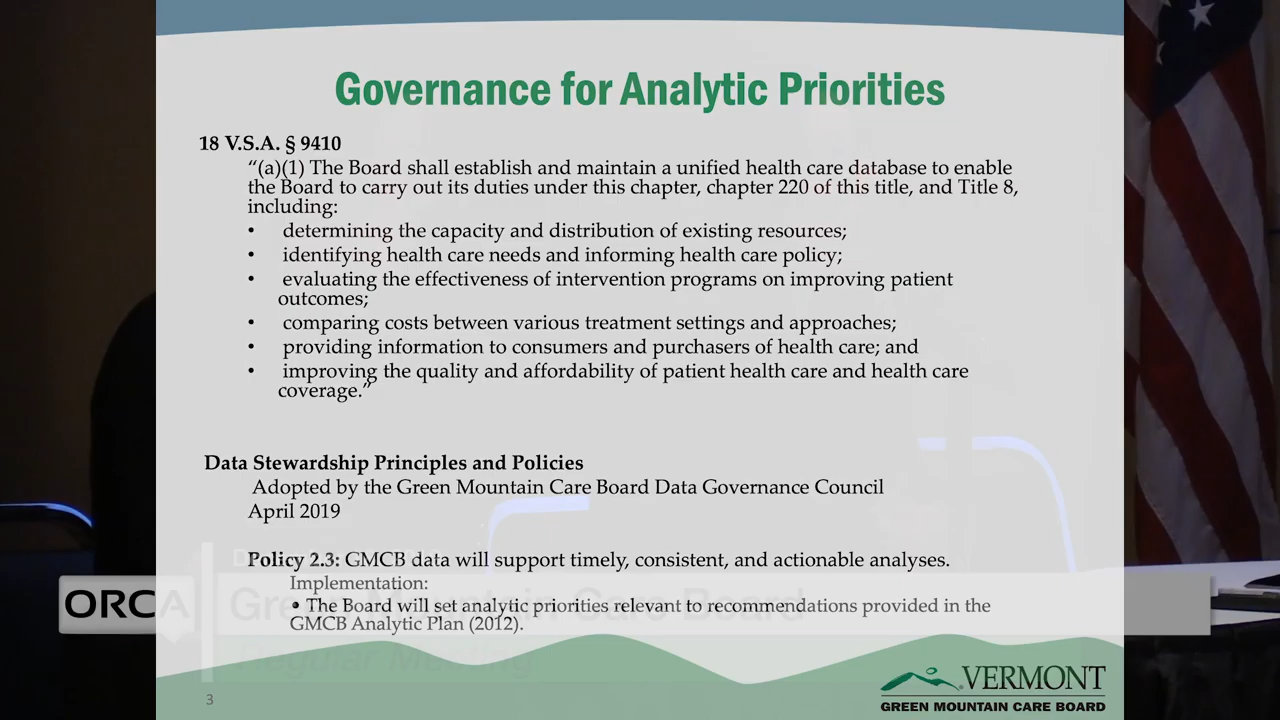 Governance for Analytic Priorities
18 V.S.A. § 9410
“(a)(1) The Board shall establish and maintain a unified health care database to enable
the Board to carry out its duties under this chapter, chapter 220 of this title, and Title 8,
including:
• determining the capacity and distribution of existing resources;
• identifying health care needs and informing health care policy;
• evaluating the effectiveness of intervention programs on improving patient
outcomes;
• comparing costs between various treatment settings and approaches;
• providing information to consumers and purchasers of health care; and
• improving the quality and affordability of patient health care and health care
coverage.”
Data Stewardship Principles and Policies
Adopted by the Green Mountain Care Board Data Governance Council
April 2019
Policy 2.3: GMCB data will support timely, consistent, and actionable analyses.
Implementation:
• The Board will set analytic priorities relevant to recommendations provided in the
GMCB Analytic Plan (2012).
ORCA
Green Mountain Care Board
Regular Meeting
3
VERMONT
GREEN MOUNTAIN CARE BOARD